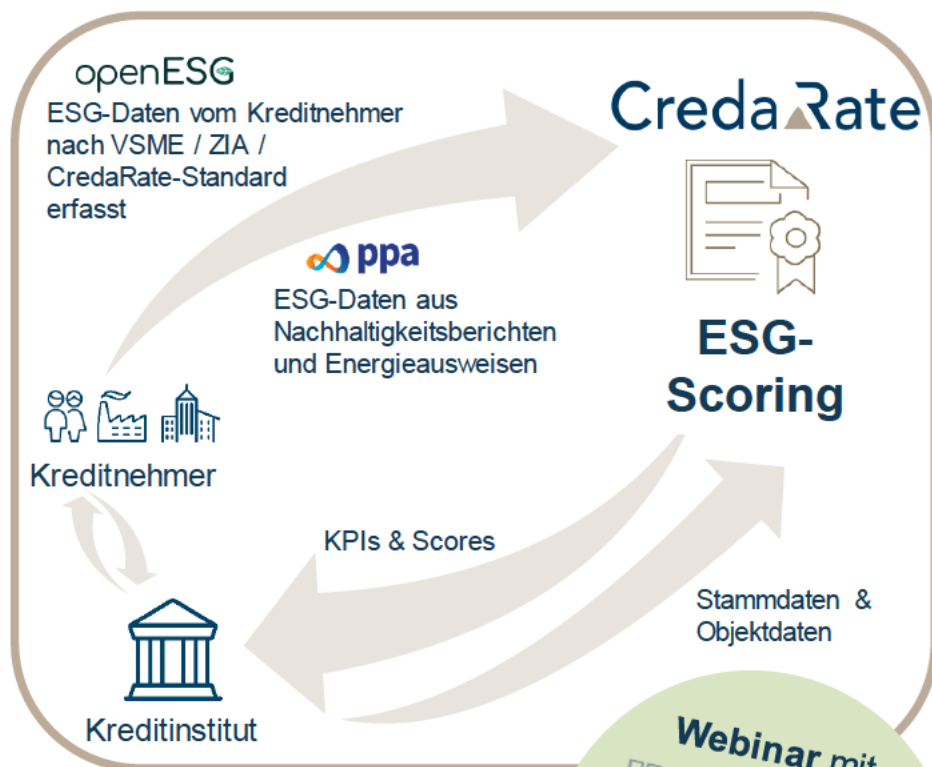 openESG
ESG-Daten vom Kreditnehmer
nach VSME / ZIA /
CredaRate-Standard
erfasst
CredaRate
ppa
ESG-Daten aus
Nachhaltigkeitsberichten
und Energieausweisen
ESG-
Scoring
Kreditnehmer
KPIs & Scores
Stammdaten &
Objektdaten
Kreditinstitut
Webinar mit